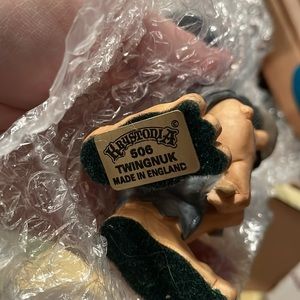 KRYSTONIA ©
506
TWINGNUK
MADE IN ENGLAND